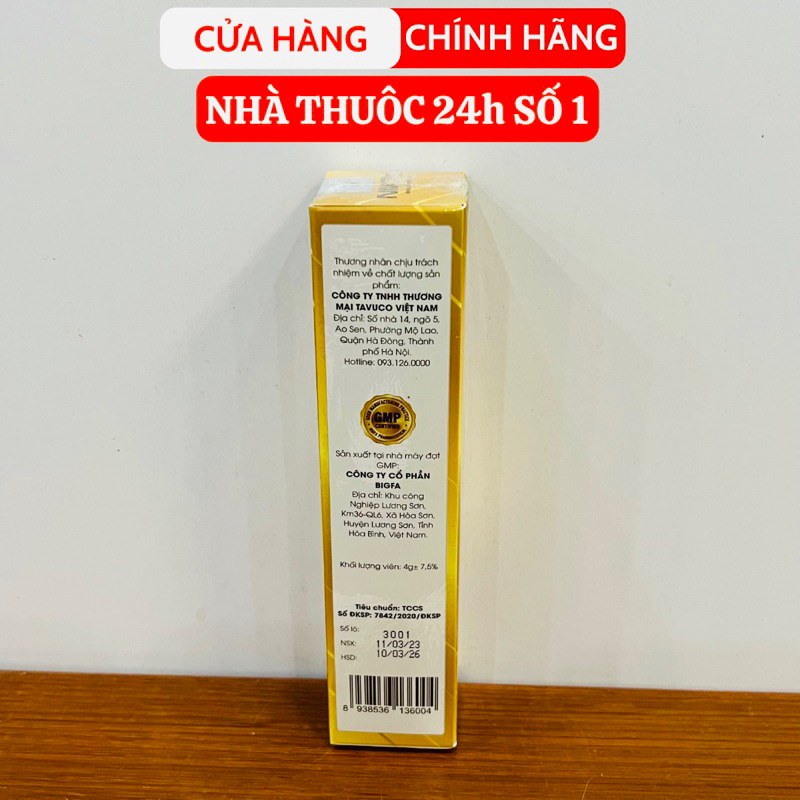 CỬA HÀNG CHÍNH HÃNG
NHÀ THUÔC 24h SỐ 1
Thương nhân chịu trách
nhiệm về chất lượng sản
phẩm:
CÔNG TY TNHH THƯƠNG
MẠI TAVUCO VIỆT NAM
Địa chỉ: Số nhà 14, ngõ 5,
Ao Sen, Phường Mộ Lao,
Quận Hà Đông, Thành
phố Hà Nội.
Hotline: 093.126.0000
GOOD MANUFACTURING PRACTICE
GMP
CERTIFIED
Sản xuất tại nhà máy đạt
GMP:
CÔNG TY CỔ PHẦN
BIGFA
Địa chỉ: Khu công
Nghiệp Lương Sơn,
Km36-QL6, Xã Hòa Sơn,
Huyện Lương Sơn, Tỉnh
Hòa Bình, Việt Nam.
Khối lượng viên: 4g± 7,5%
Tiêu chuẩn: TCCS
Số ĐKSP: 7842/2020/ĐKSP
Số lô: 3001
NSX: 11/03/23
HSD: 10/03/26
8 938536 136004